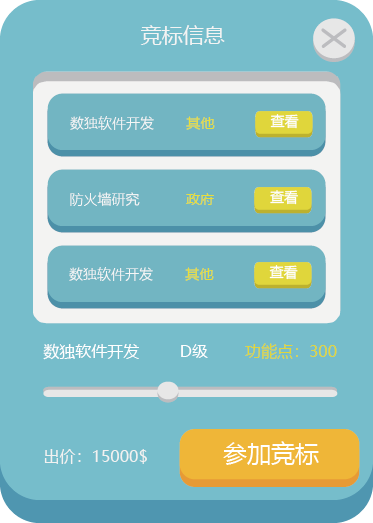 竞标信息
数独软件开发 其他 查看
防火墙研究 政府 查看
数独软件开发 其他 查看
数独软件开发 D级 功能点：300
出价：15000$ 参加竞标